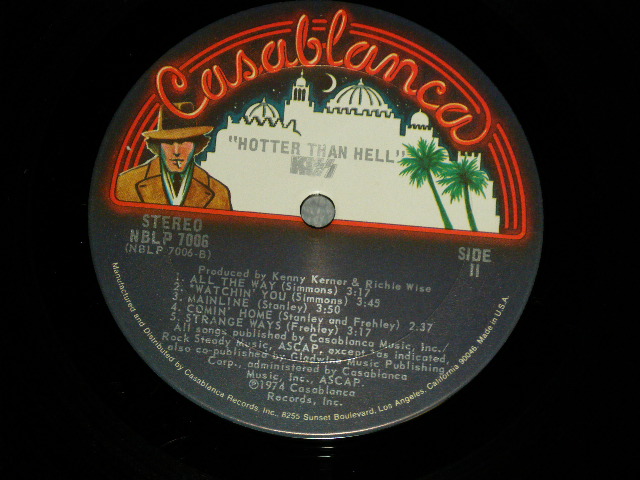 Casablanca
"HOTTER THAN HELL"
KISS
STEREO
NBLP 7006
(NBLP 7006-B)
SIDE
II
Produced by Kenny Kerner & Richie Wise
1. ALL THE WAY (Simmons) 3:17
2. *WATCHIN' YOU (Simmons) 3:45
3. MAINLINE (Stanley) 3:50
4. COMIN' HOME (Stanley and Frehley) 2:37
5. STRANGE WAYS (Frehley) 3:17
All songs published by Casablanca Music, Inc./
Rock Steady Music, ASCAP, except *as indicated,
also co-published by Gladwins Music Publishing
Corp., administered by Casablanca
Music, Inc., ASCAP.
©1974 Casablanca
Records, Inc.
Manufactured and Distributed by Casablanca Records, Inc., 8255 Sunset Boulevard, Los Angeles, California 90046. Made in U.S.A.